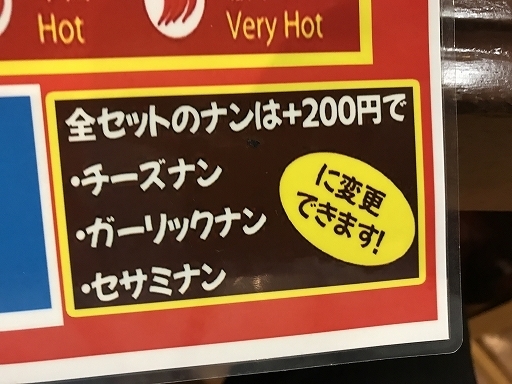 Hot
Very Hot
全セットのナンは+200円で
・チーズナン
・ガーリックナン
・セサミナン
に変更
できます!